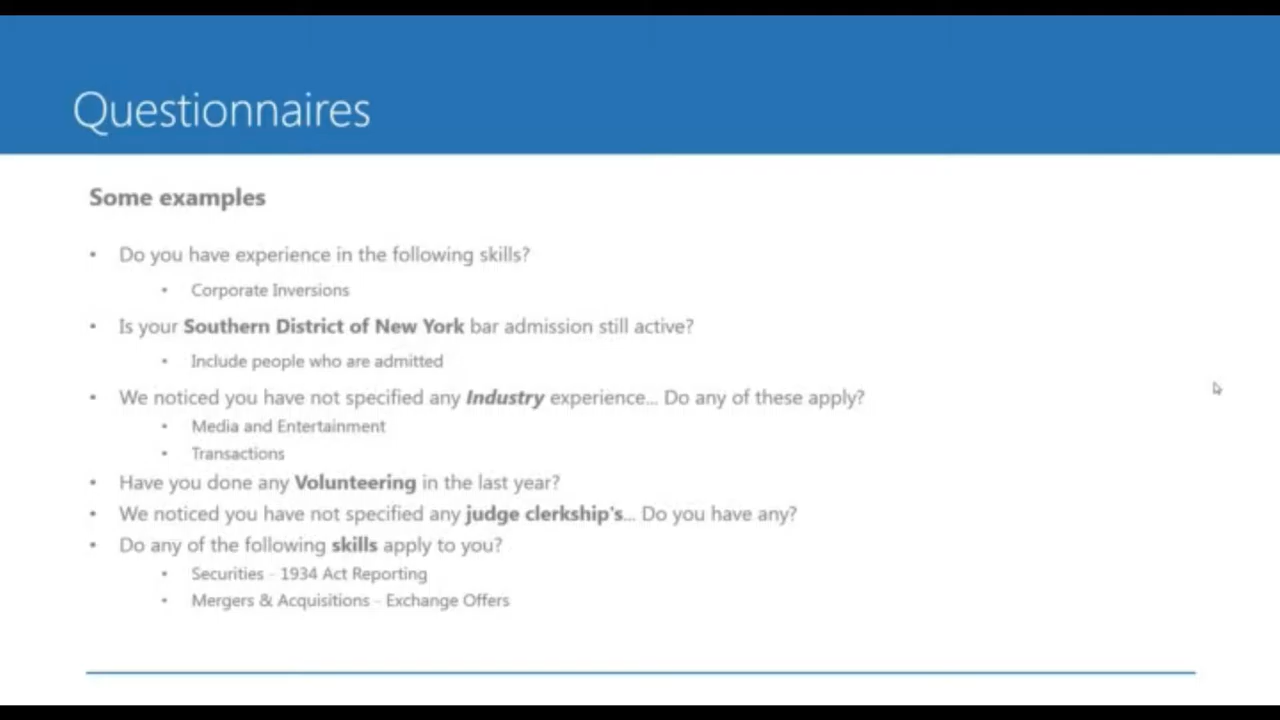 Questionnaires
Some examples
• Do you have experience in the following skills?
• Corporate Inversions
• Is your Southern District of New York bar admission still active?
• Include people who are admitted
• We noticed you have not specified any Industry experience... Do any of these apply?
• Media and Entertainment
• Transactions
• Have you done any Volunteering in the last year?
• We noticed you have not specified any judge clerkship's... Do you have any?
• Do any of the following skills apply to you?
• Securities - 1934 Act Reporting
• Mergers & Acquisitions - Exchange Offers